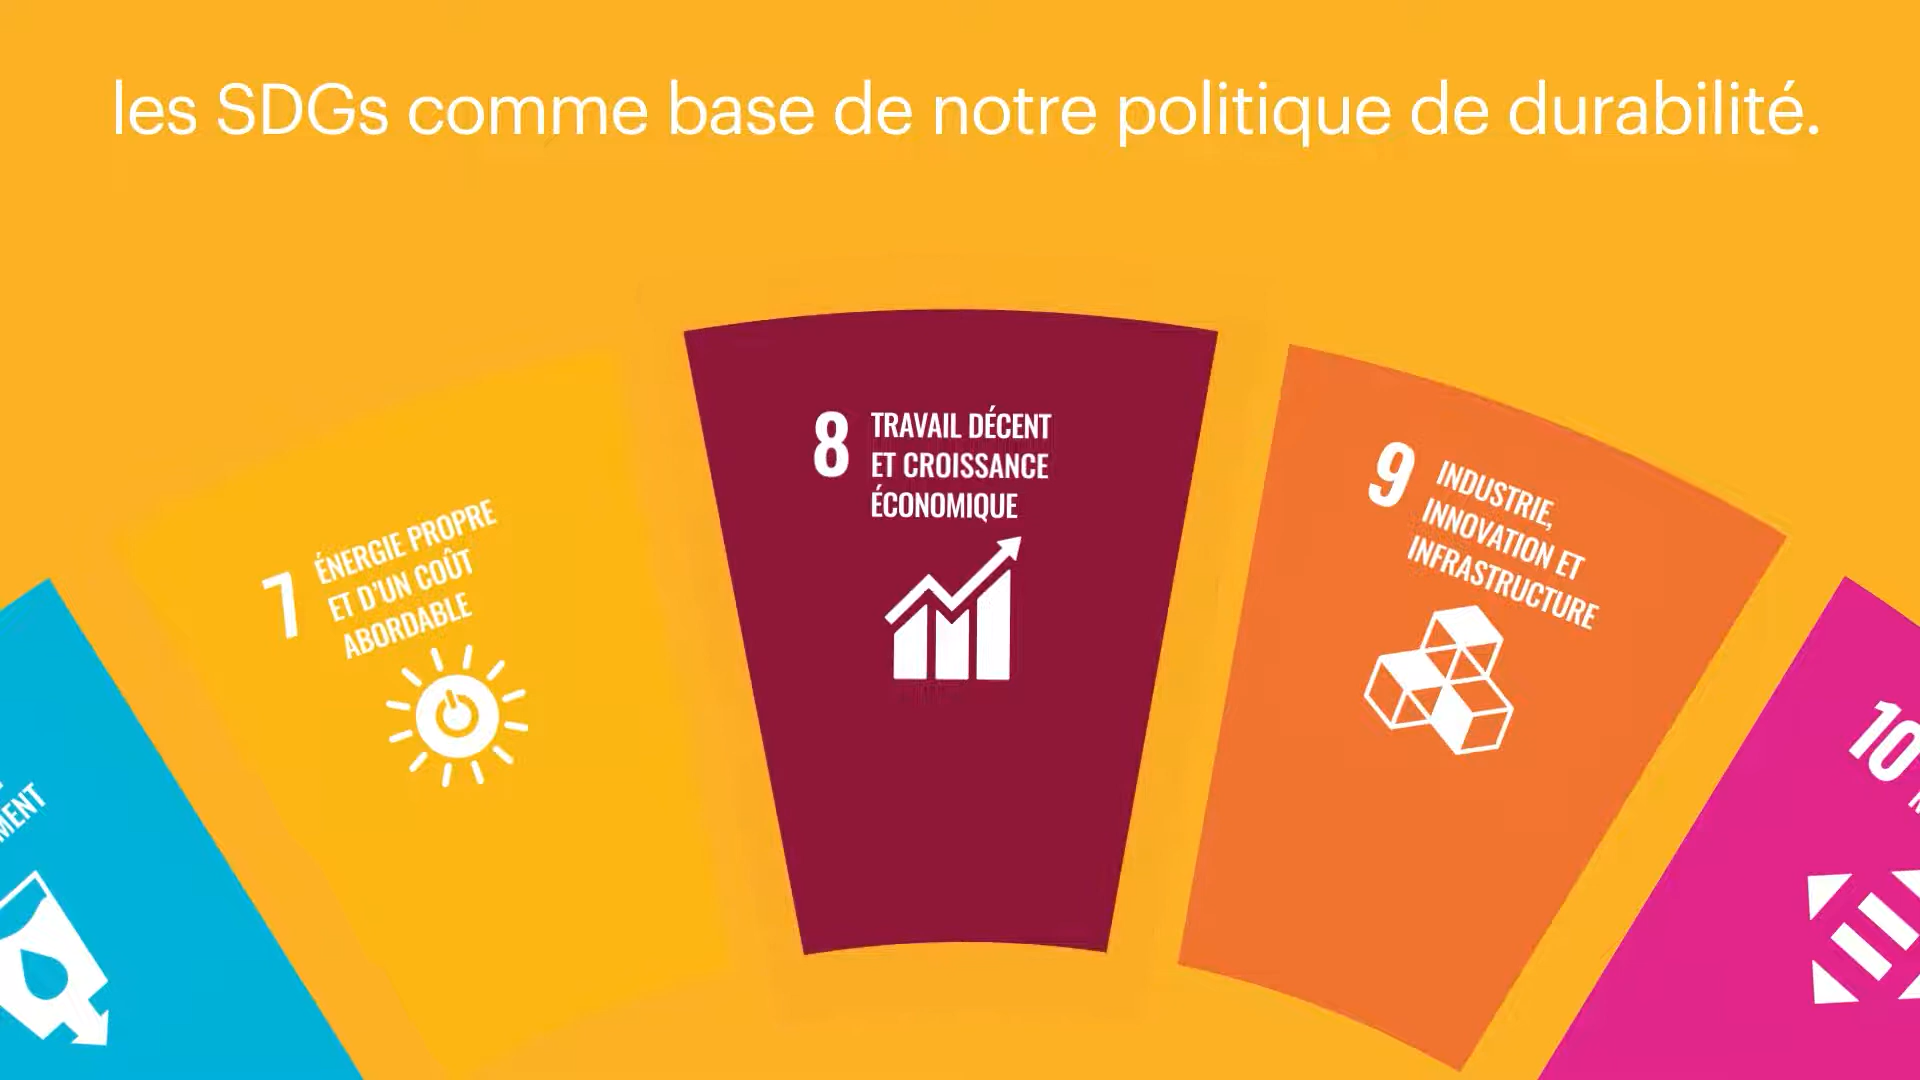 les SDGs comme base de notre politique de durabilité.
7
ÉNERGIE PROPRE
ET D'UN COÛT
ABORDABLE
8
TRAVAIL DÉCENT
ET CROISSANCE
ÉCONOMIQUE
9
INDUSTRIE,
INNOVATION ET
INFRASTRUCTURE
10